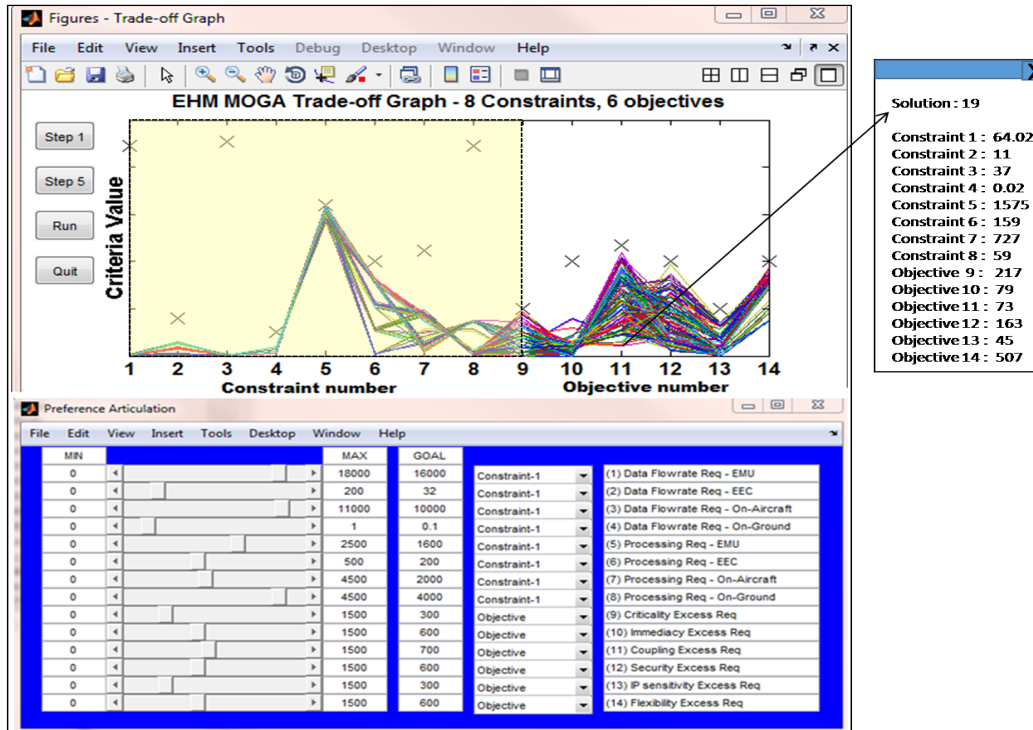 Figures - Trade-off Graph
File Edit View Insert Tools Debug Desktop Window Help
EHM MOGA Trade-off Graph - 8 Constraints, 6 objectives
Step 1
Step 5
Run
Quit
Criteria Value
1 2 3 4 5 6 7 8 9 10 11 12 13 14
Constraint number Objective number
Solution : 19
Constraint 1 : 64.02
Constraint 2 : 11
Constraint 3 : 37
Constraint 4 : 0.02
Constraint 5 : 1575
Constraint 6 : 159
Constraint 7 : 727
Constraint 8 : 59
Objective 9 : 217
Objective 10 : 79
Objective 11 : 73
Objective 12 : 163
Objective 13 : 45
Objective 14 : 507
Preference Articulation
File Edit View Insert Tools Desktop Window Help
MIN MAX GOAL
0 18000 16000 Constraint-1 (1) Data Flowrate Req - EMU
0 200 32 Constraint-1 (2) Data Flowrate Req - EEC
0 11000 10000 Constraint-1 (3) Data Flowrate Req - On-Aircraft
0 1 0.1 Constraint-1 (4) Data Flowrate Req - On-Ground
0 2500 1600 Constraint-1 (5) Processing Req - EMU
0 500 200 Constraint-1 (6) Processing Req - EEC
0 4500 2000 Constraint-1 (7) Processing Req - On-Aircraft
0 4500 4000 Constraint-1 (8) Processing Req - On-Ground
0 1500 300 Objective (9) Criticality Excess Req
0 1500 600 Objective (10) Immediacy Excess Req
0 1500 700 Objective (11) Coupling Excess Req
0 1500 600 Objective (12) Security Excess Req
0 1500 300 Objective (13) IP sensitivity Excess Req
0 1500 600 Objective (14) Flexibility Excess Req